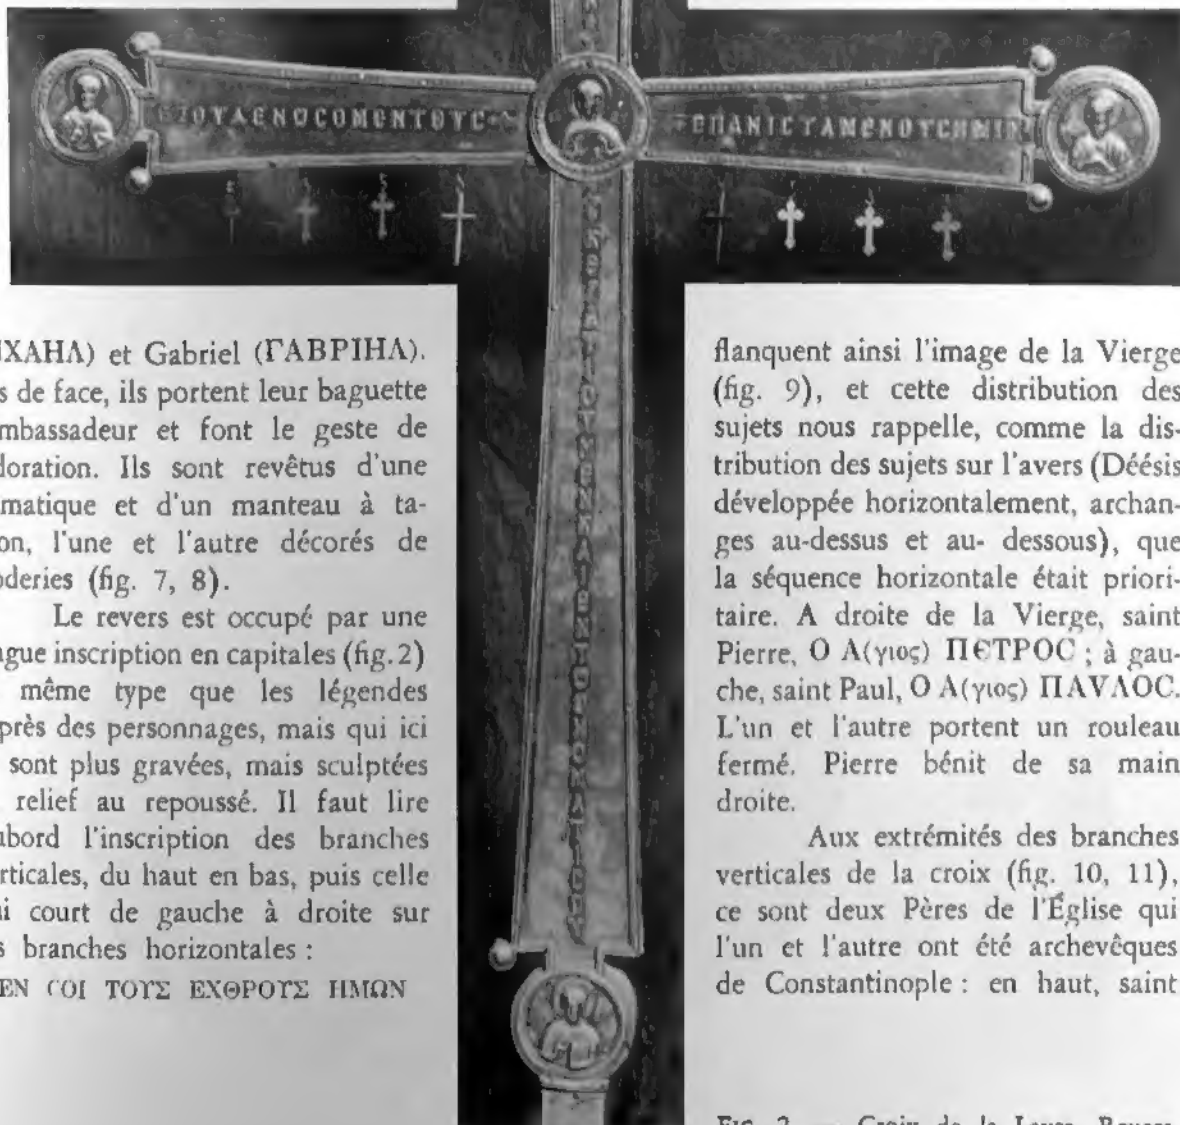 ΟΥΔΕΝΩCΟΜΕΝΤΟΥC
ΕΠΑΝΙCΤΑΜΕΝΟΥCΗΜΙΝ
ΚΕΡΑΤΙΟΥΜΕΝΚΑΙΕΝΤΩΟΝΟΜΑΤΙCΟΥ
ΙΧΑΗΛ) et Gabriel (ΓΑΒΡΙΗΛ).
s de face, ils portent leur baguette
mbassadeur et font le geste de
doration. Ils sont revêtus d'une
matique et d'un manteau à ta-
on, l'une et l'autre décorés de
oderies (fig. 7, 8).
Le revers est occupé par une
gue inscription en capitales (fig. 2)
même type que les légendes
près des personnages, mais qui ici
sont plus gravées, mais sculptées
relief au repoussé. Il faut lire
abord l'inscription des branches
rticales, du haut en bas, puis celle
i court de gauche à droite sur
s branches horizontales :
ΕΝ CΟΙ ΤΟΥΣ ΕΧΘΡΟΥΣ ΗΜΩΝ
flanquent ainsi l'image de la Vierge
(fig. 9), et cette distribution des
sujets nous rappelle, comme la dis-
tribution des sujets sur l'avers (Déésis
développée horizontalement, archan-
ges au-dessus et au- dessous), que
la séquence horizontale était priori-
taire. A droite de la Vierge, saint
Pierre, Ο Α(γιος) ΠЄΤΡΟC ; à gau-
che, saint Paul, Ο Α(γιος) ΠΑVΛΟC.
L'un et l'autre portent un rouleau
fermé. Pierre bénit de sa main
droite.
Aux extrémités des branches
verticales de la croix (fig. 10, 11),
ce sont deux Pères de l'Église qui
l'un et l'autre ont été archevêques
de Constantinople : en haut, saint